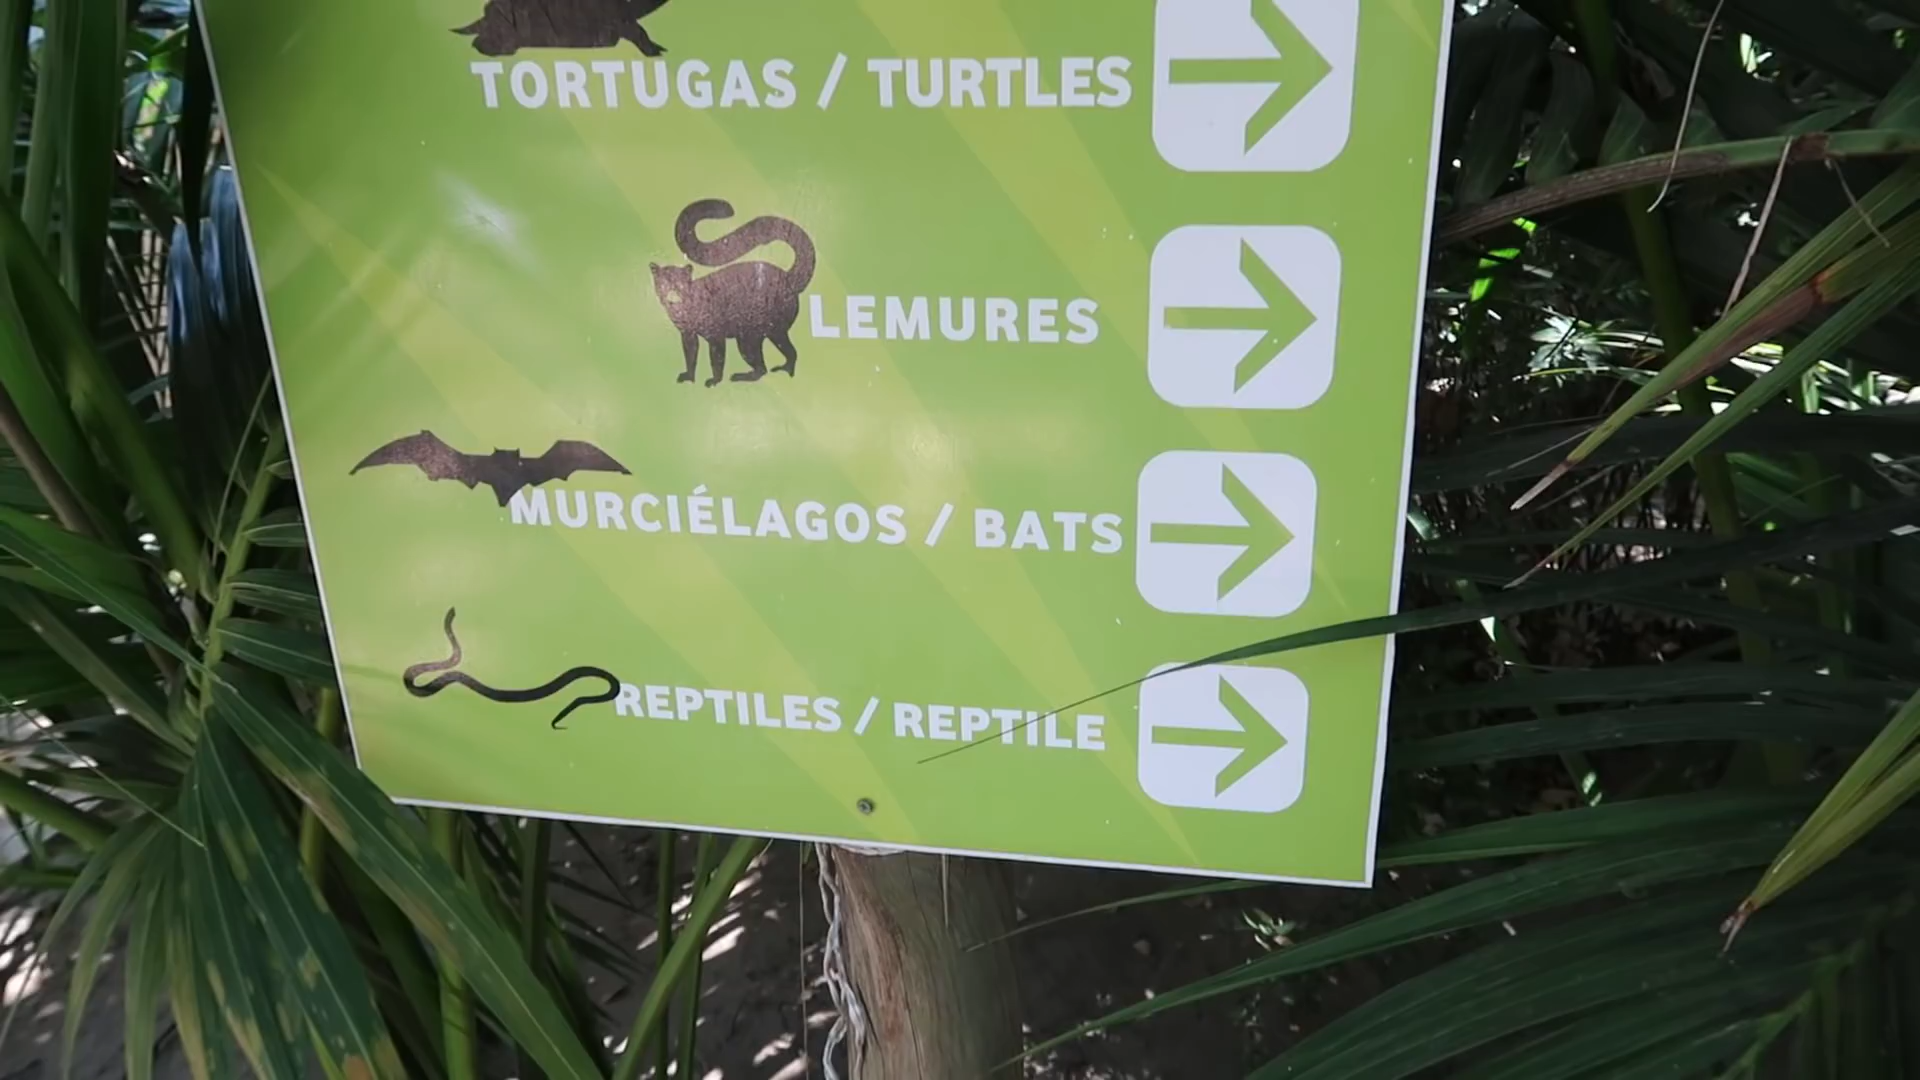 TORTUGAS / TURTLES
LEMURES
MURCIÉLAGOS / BATS
REPTILES / REPTILE